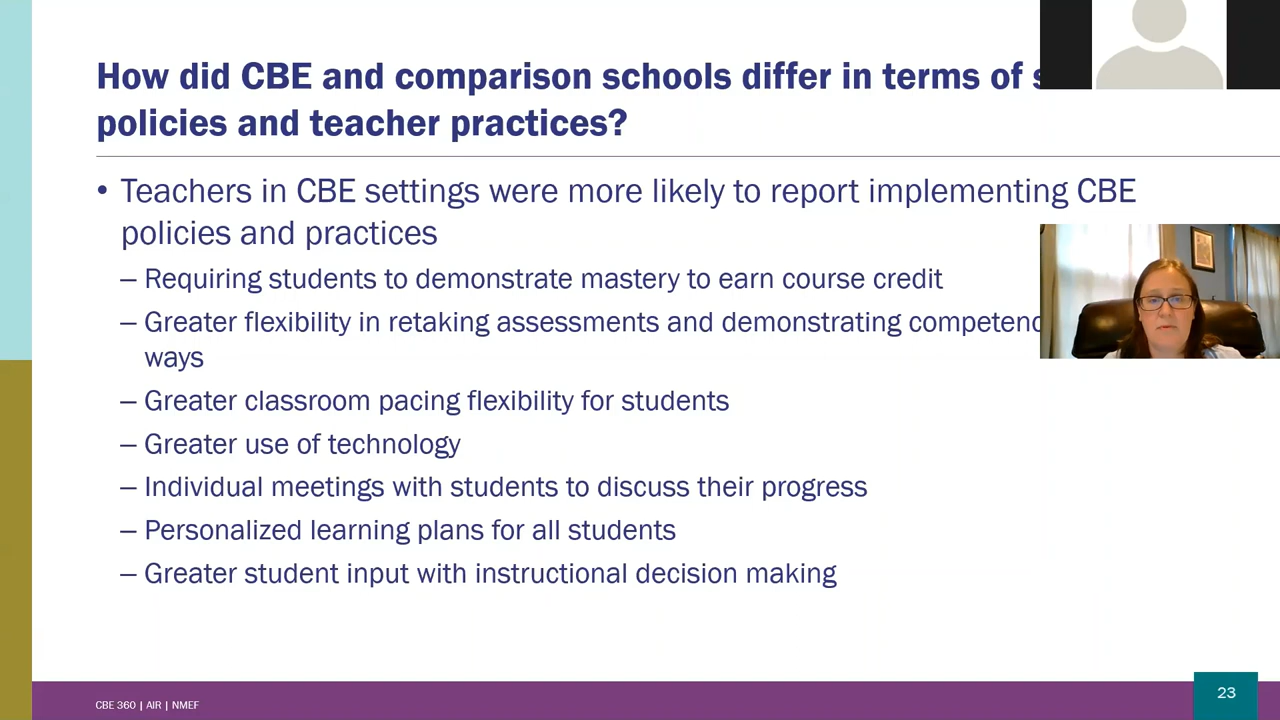 How did CBE and comparison schools differ in terms of
policies and teacher practices?
• Teachers in CBE settings were more likely to report implementing CBE
policies and practices
– Requiring students to demonstrate mastery to earn course credit
– Greater flexibility in retaking assessments and demonstrating
ways
– Greater classroom pacing flexibility for students
– Greater use of technology
– Individual meetings with students to discuss their progress
– Personalized learning plans for all students
– Greater student input with instructional decision making
CBE 360 | AIR | NMEF
23